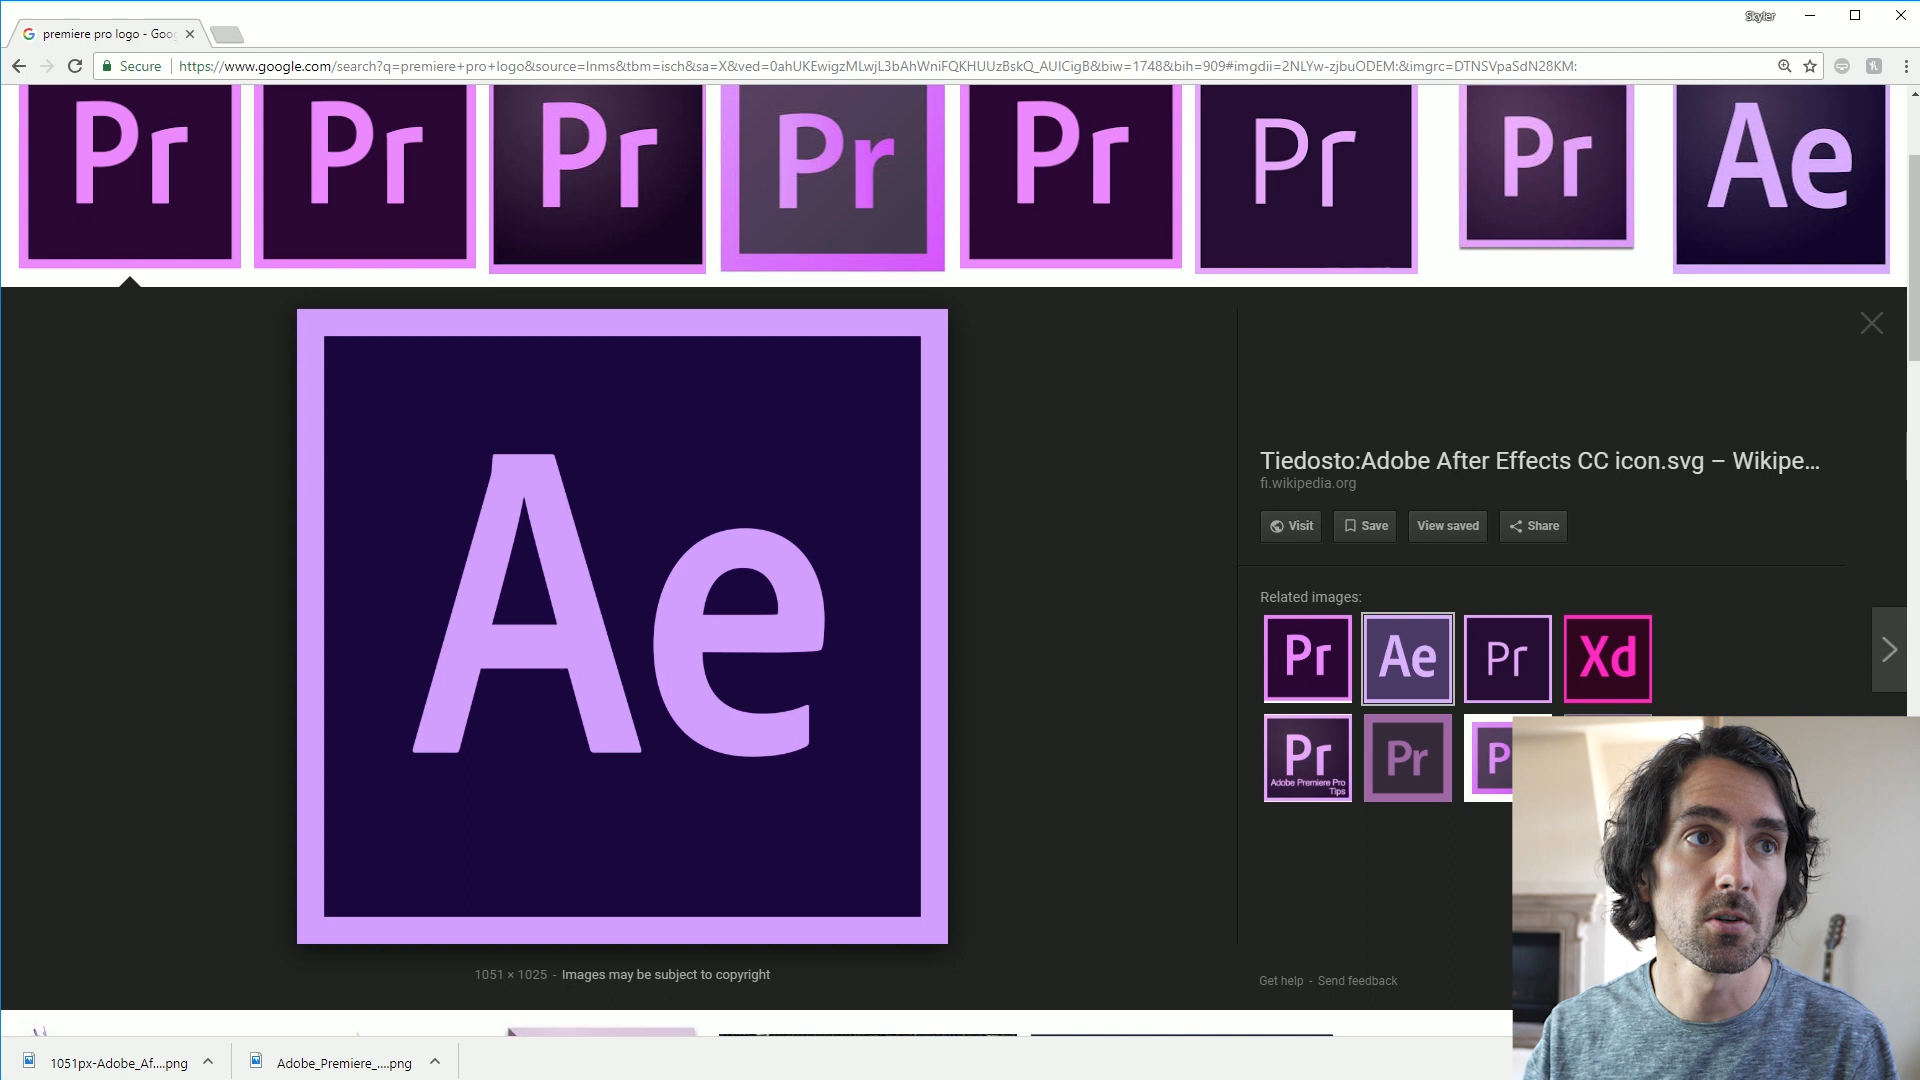 Skyler
premiere pro logo - Goo
Secure
https://www.google.com/search?q=premiere+pro+logo&source=lnms&tbm=isch&sa=X&ved=0ahUKEwigzMLwjL3bAhWniFQKHUUzBskQ_AUICigB&biw=1748&bih=909#imgdii=2NLYw-zjbuODEM:&imgrc=DTNSVpaSdN28KM:
Pr
Pr
Pr
Pr
Pr
Pr
Pr
Ae
Ae
Tiedosto:Adobe After Effects CC icon.svg – Wikipe...
fi.wikipedia.org
Visit
Save
View saved
Share
Related images:
Pr
Ae
Pr
Xd
Pr
Adobe Premiere Pro
Tips
Pr
P
1051 × 1025 - Images may be subject to copyright
Get help - Send feedback
1051px-Adobe_Af....png
Adobe_Premiere_....png